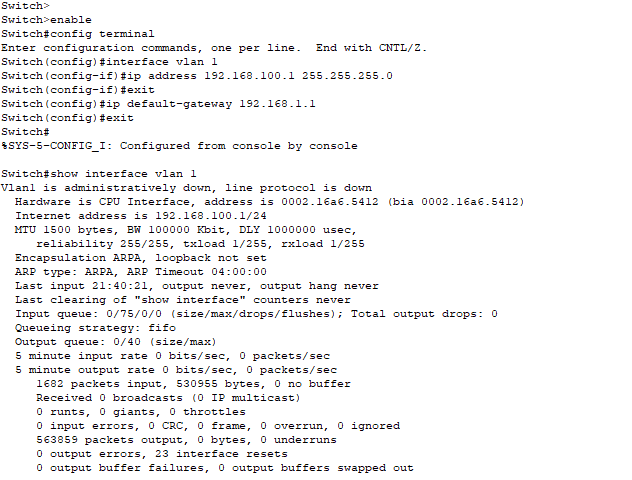 Switch>
Switch>enable
Switch#config terminal
Enter configuration commands, one per line.  End with CNTL/Z.
Switch(config)#interface vlan 1
Switch(config-if)#ip address 192.168.100.1 255.255.255.0
Switch(config-if)#exit
Switch(config)#ip default-gateway 192.168.1.1
Switch(config)#exit
Switch#
%SYS-5-CONFIG_I: Configured from console by console

Switch#show interface vlan 1
Vlan1 is administratively down, line protocol is down
  Hardware is CPU Interface, address is 0002.16a6.5412 (bia 0002.16a6.5412)
  Internet address is 192.168.100.1/24
  MTU 1500 bytes, BW 100000 Kbit, DLY 1000000 usec,
     reliability 255/255, txload 1/255, rxload 1/255
  Encapsulation ARPA, loopback not set
  ARP type: ARPA, ARP Timeout 04:00:00
  Last input 21:40:21, output never, output hang never
  Last clearing of "show interface" counters never
  Input queue: 0/75/0/0 (size/max/drops/flushes); Total output drops: 0
  Queueing strategy: fifo
  Output queue: 0/40 (size/max)
  5 minute input rate 0 bits/sec, 0 packets/sec
  5 minute output rate 0 bits/sec, 0 packets/sec
     1682 packets input, 530955 bytes, 0 no buffer
     Received 0 broadcasts (0 IP multicast)
     0 runts, 0 giants, 0 throttles
     0 input errors, 0 CRC, 0 frame, 0 overrun, 0 ignored
     563859 packets output, 0 bytes, 0 underruns
     0 output errors, 23 interface resets
     0 output buffer failures, 0 output buffers swapped out